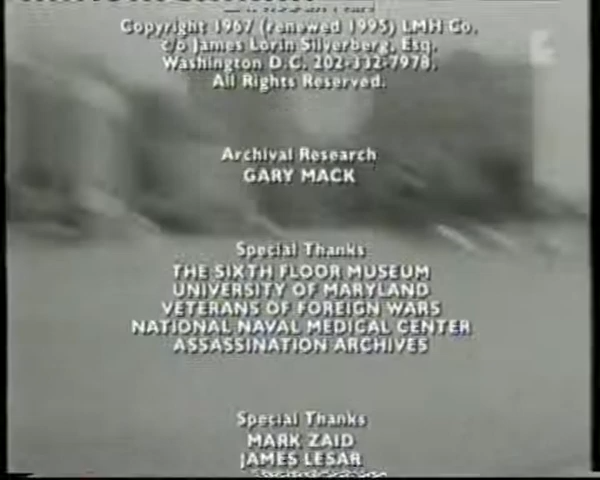 Copyright 1967 (renewed 1995) LMH Co.
c/o James Lorin Silverberg, Esq.
Washington D.C. 202-332-7978.
All Rights Reserved.
Archival Research
GARY MACK
Special Thanks
THE SIXTH FLOOR MUSEUM
UNIVERSITY OF MARYLAND
VETERANS OF FOREIGN WARS
NATIONAL NAVAL MEDICAL CENTER
ASSASSINATION ARCHIVES
Special Thanks
MARK ZAID
JAMES LESAR